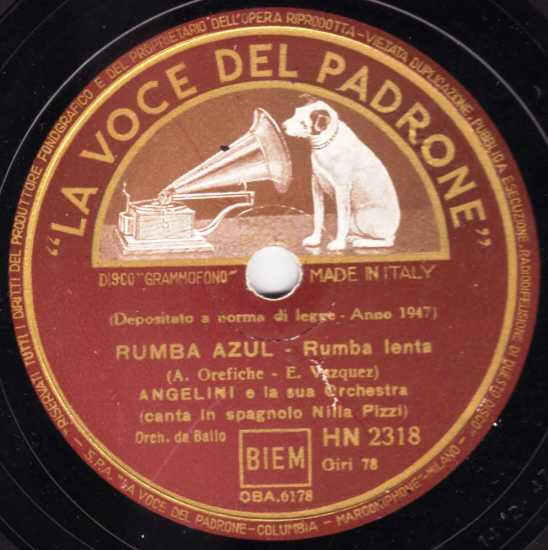 "RISERVATI TUTTI I DIRITTI DEL PRODUTTORE FONOGRAFICO E DEL PROPRIETARIO DELL'OPERA RIPRODOTTA - VIETATA DUPLICAZIONE, PUBBLICA ESECUZIONE, RADIODIFFUSIONE DI QUESTO DISCO"
"LA VOCE DEL PADRONE"
DISCO "GRAMMOFONO" MADE IN ITALY
(Depositato a norma di legge - Anno 1947)
RUMBA AZUL - Rumba lenta
(A. Orefiche - E. Vazquez)
ANGELINI e la sua Orchestra
(canta in spagnolo Nilla Pizzi)
Orch. da Ballo HN 2318
BIEM Giri 78
OBA.6178
S.P.A. "LA VOCE DEL PADRONE-COLUMBIA - MARCONIPHONE" - MILANO